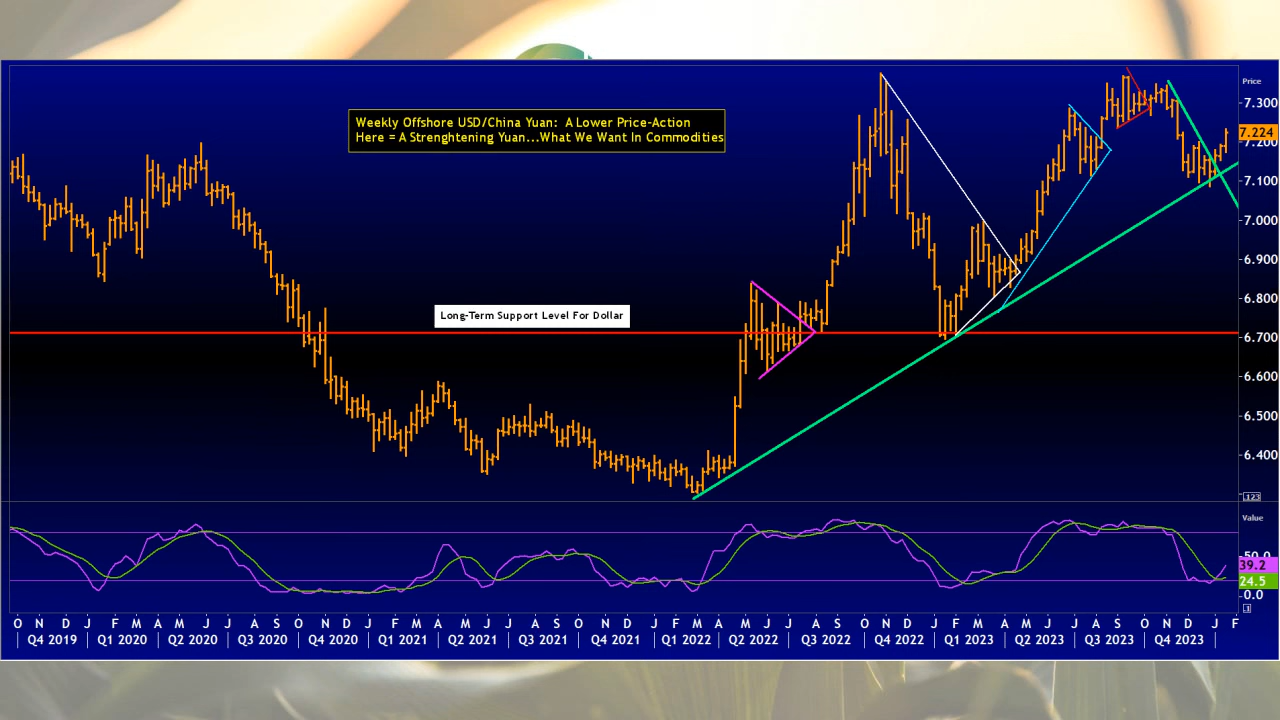 Price
Weekly Offshore USD/China Yuan: A Lower Price-Action
Here = A Strenghtening Yuan...What We Want In Commodities
7.300
7.224
7.200
7.100
7.000
6.900
6.800
Long-Term Support Level For Dollar
6.700
6.600
6.500
6.400
.123
Value
50.0
39.2
24.5
0.0
O N F M A M J A O N F M A M J A O N F M A M J A O N D F M A M J J A O N D F M A M J J A O N D F
Q4 2019 Q1 2020 Q2 2020 Q3 2020 Q4 2020 Q1 2021 Q2 2021 Q3 2021 Q4 2021 Q1 2022 Q2 2022 Q3 2022 Q4 2022 Q1 2023 Q2 2023 Q3 2023 Q4 2023